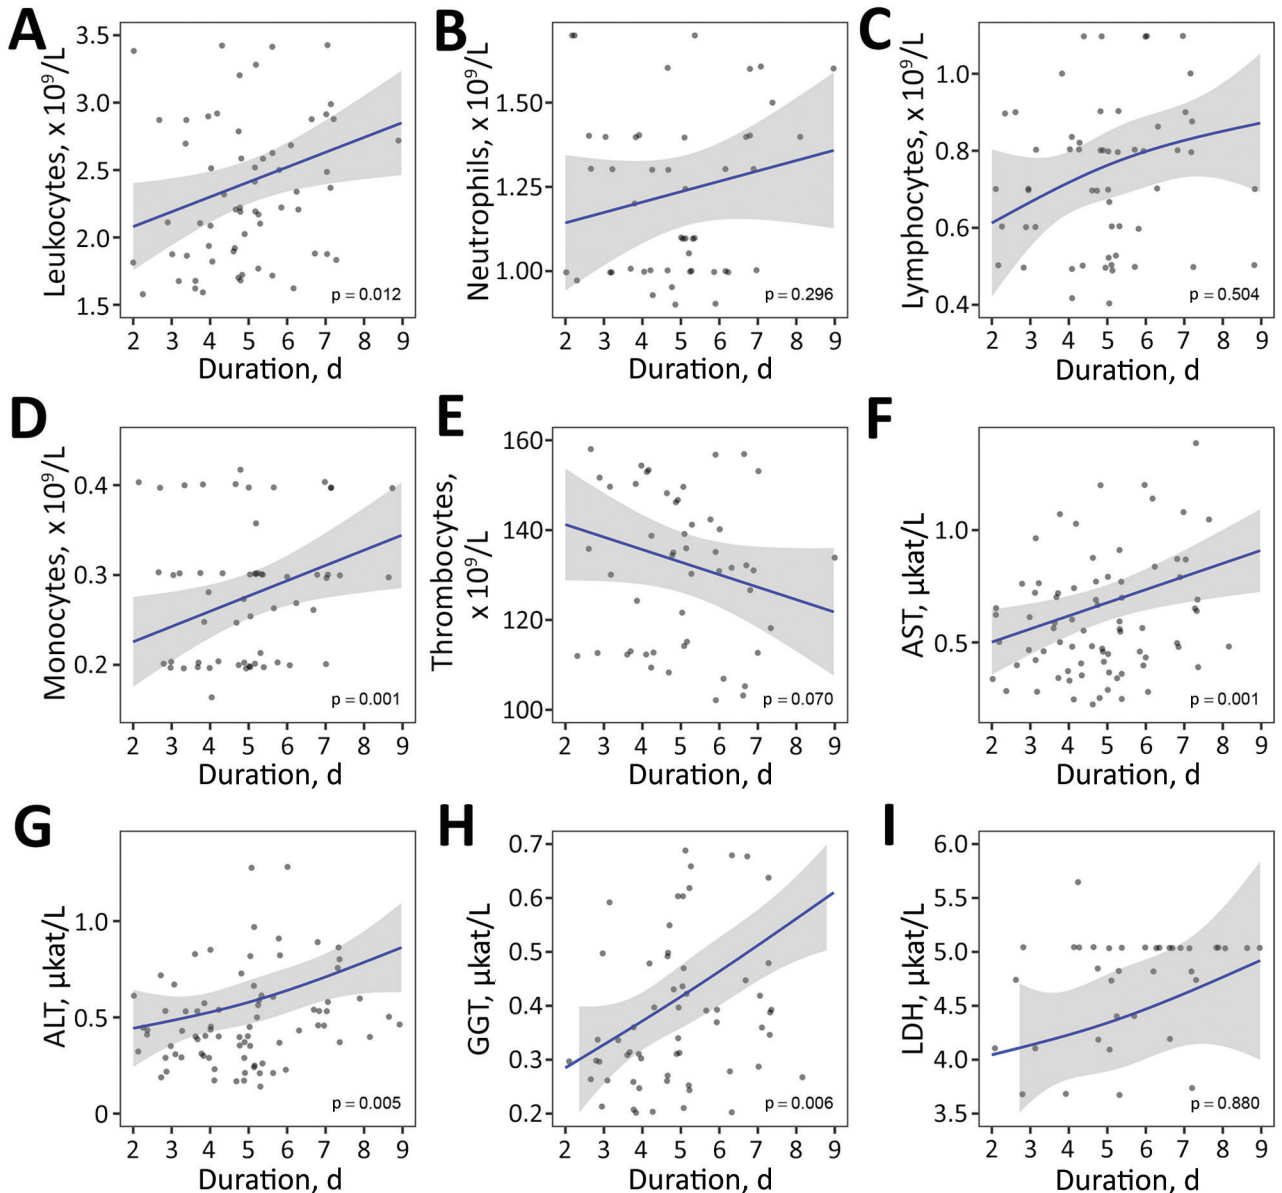 A
Leukocytes, x 10⁹/L
3.5
3.0
2.5
2.0
1.5
p = 0.012
2 3 4 5 6 7 8 9
Duration, d
B
Neutrophils, x 10⁹/L
1.50
1.25
1.00
p = 0.296
2 3 4 5 6 7 8 9
Duration, d
C
Lymphocytes, x 10⁹/L
1.0
0.8
0.6
0.4
p = 0.504
2 3 4 5 6 7 8 9
Duration, d
D
Monocytes, x 10⁹/L
0.4
0.3
0.2
p = 0.001
2 3 4 5 6 7 8 9
Duration, d
E
Thrombocytes,
x 10⁹/L
160
140
120
100
p = 0.070
2 3 4 5 6 7 8 9
Duration, d
F
AST, µkat/L
1.0
0.5
p = 0.001
2 3 4 5 6 7 8 9
Duration, d
G
ALT, µkat/L
1.0
0.5
0
p = 0.005
2 3 4 5 6 7 8 9
Duration, d
H
GGT, µkat/L
0.7
0.6
0.5
0.4
0.3
0.2
p = 0.006
2 3 4 5 6 7 8 9
Duration, d
I
LDH, µkat/L
6.0
5.5
5.0
4.5
4.0
3.5
p = 0.880
2 3 4 5 6 7 8 9
Duration, d